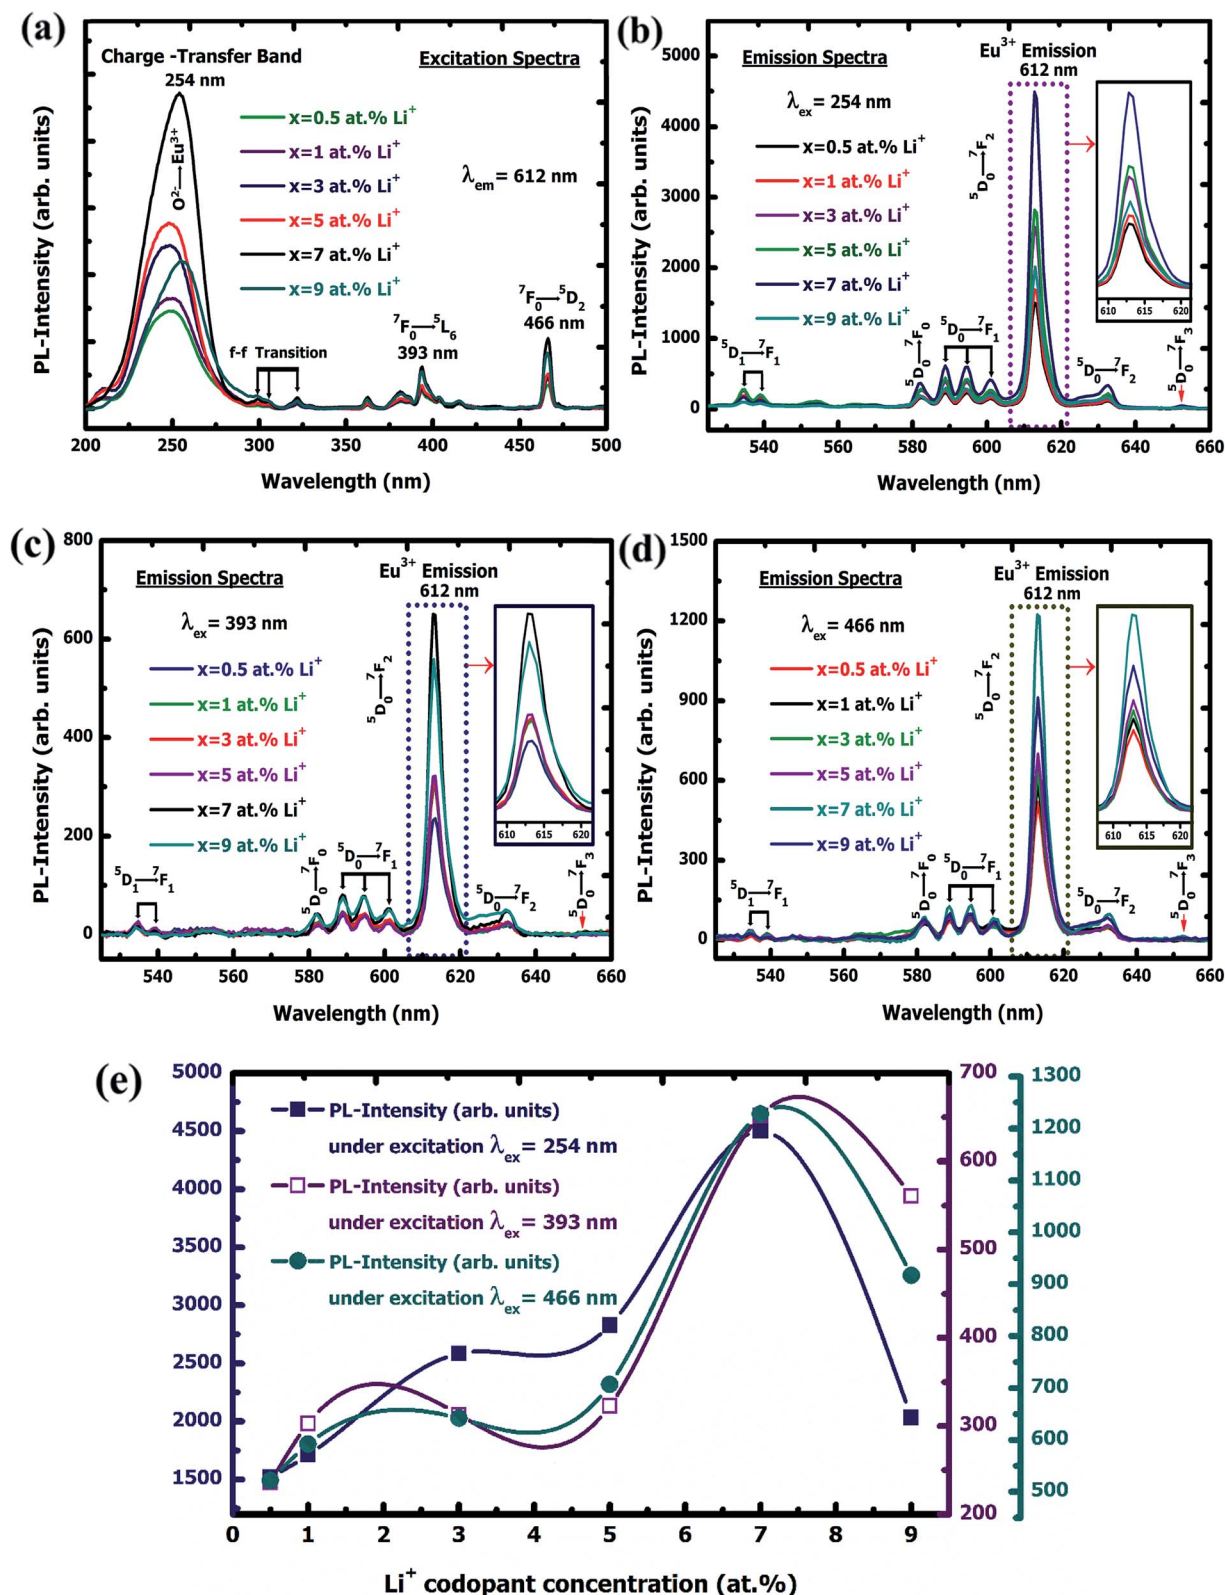 (a)
Charge -Transfer Band
254 nm
Excitation Spectra
O²⁻→Eu³⁺
x=0.5 at.% Li⁺
x=1 at.% Li⁺
x=3 at.% Li⁺
x=5 at.% Li⁺
x=7 at.% Li⁺
x=9 at.% Li⁺
λem= 612 nm
⁷F₀→⁵D₂
466 nm
⁷F₀→⁵L₆
393 nm
f-f Transition
PL-Intensity (arb. units)
200 250 300 350 400 450 500
Wavelength (nm)
(b)
Emission Spectra
Eu³⁺ Emission
612 nm
λex= 254 nm
x=0.5 at.% Li⁺
x=1 at.% Li⁺
x=3 at.% Li⁺
x=5 at.% Li⁺
x=7 at.% Li⁺
x=9 at.% Li⁺
⁵D₀→⁷F₂
610 615 620
⁵D₁→⁷F₁
⁵D₀→⁷F₀
⁵D₀→⁷F₁
⁵D₀→⁷F₂
⁵D₀→⁷F₃
PL-Intensity (arb. units)
5000
4000
3000
2000
1000
0
540 560 580 600 620 640 660
Wavelength (nm)
(c)
Emission Spectra
Eu³⁺ Emission
612 nm
λex= 393 nm
x=0.5 at.% Li⁺
x=1 at.% Li⁺
x=3 at.% Li⁺
x=5 at.% Li⁺
x=7 at.% Li⁺
x=9 at.% Li⁺
⁵D₀→⁷F₂
610 615 620
⁵D₁→⁷F₁
⁵D₀→⁷F₀
⁵D₀→⁷F₁
⁵D₀→⁷F₂
⁵D₀→⁷F₃
PL-Intensity (arb. units)
800
600
400
200
0
540 560 580 600 620 640 660
Wavelength (nm)
(d)
Emission Spectra
Eu³⁺ Emission
612 nm
λex= 466 nm
x=0.5 at.% Li⁺
x=1 at.% Li⁺
x=3 at.% Li⁺
x=5 at.% Li⁺
x=7 at.% Li⁺
x=9 at.% Li⁺
⁵D₀→⁷F₂
610 615 620
⁵D₁→⁷F₁
⁵D₀→⁷F₀
⁵D₀→⁷F₁
⁵D₀→⁷F₂
⁵D₀→⁷F₃
PL-Intensity (arb. units)
1500
1200
900
600
300
0
540 560 580 600 620 640 660
Wavelength (nm)
(e)
PL-Intensity (arb. units)
under excitation λex= 254 nm
PL-Intensity (arb. units)
under excitation λex= 393 nm
PL-Intensity (arb. units)
under excitation λex= 466 nm
5000
4500
4000
3500
3000
2500
2000
1500
700
600
500
400
300
200
1300
1200
1100
1000
900
800
700
600
500
0 1 2 3 4 5 6 7 8 9
Li⁺ codopant concentration (at.%)